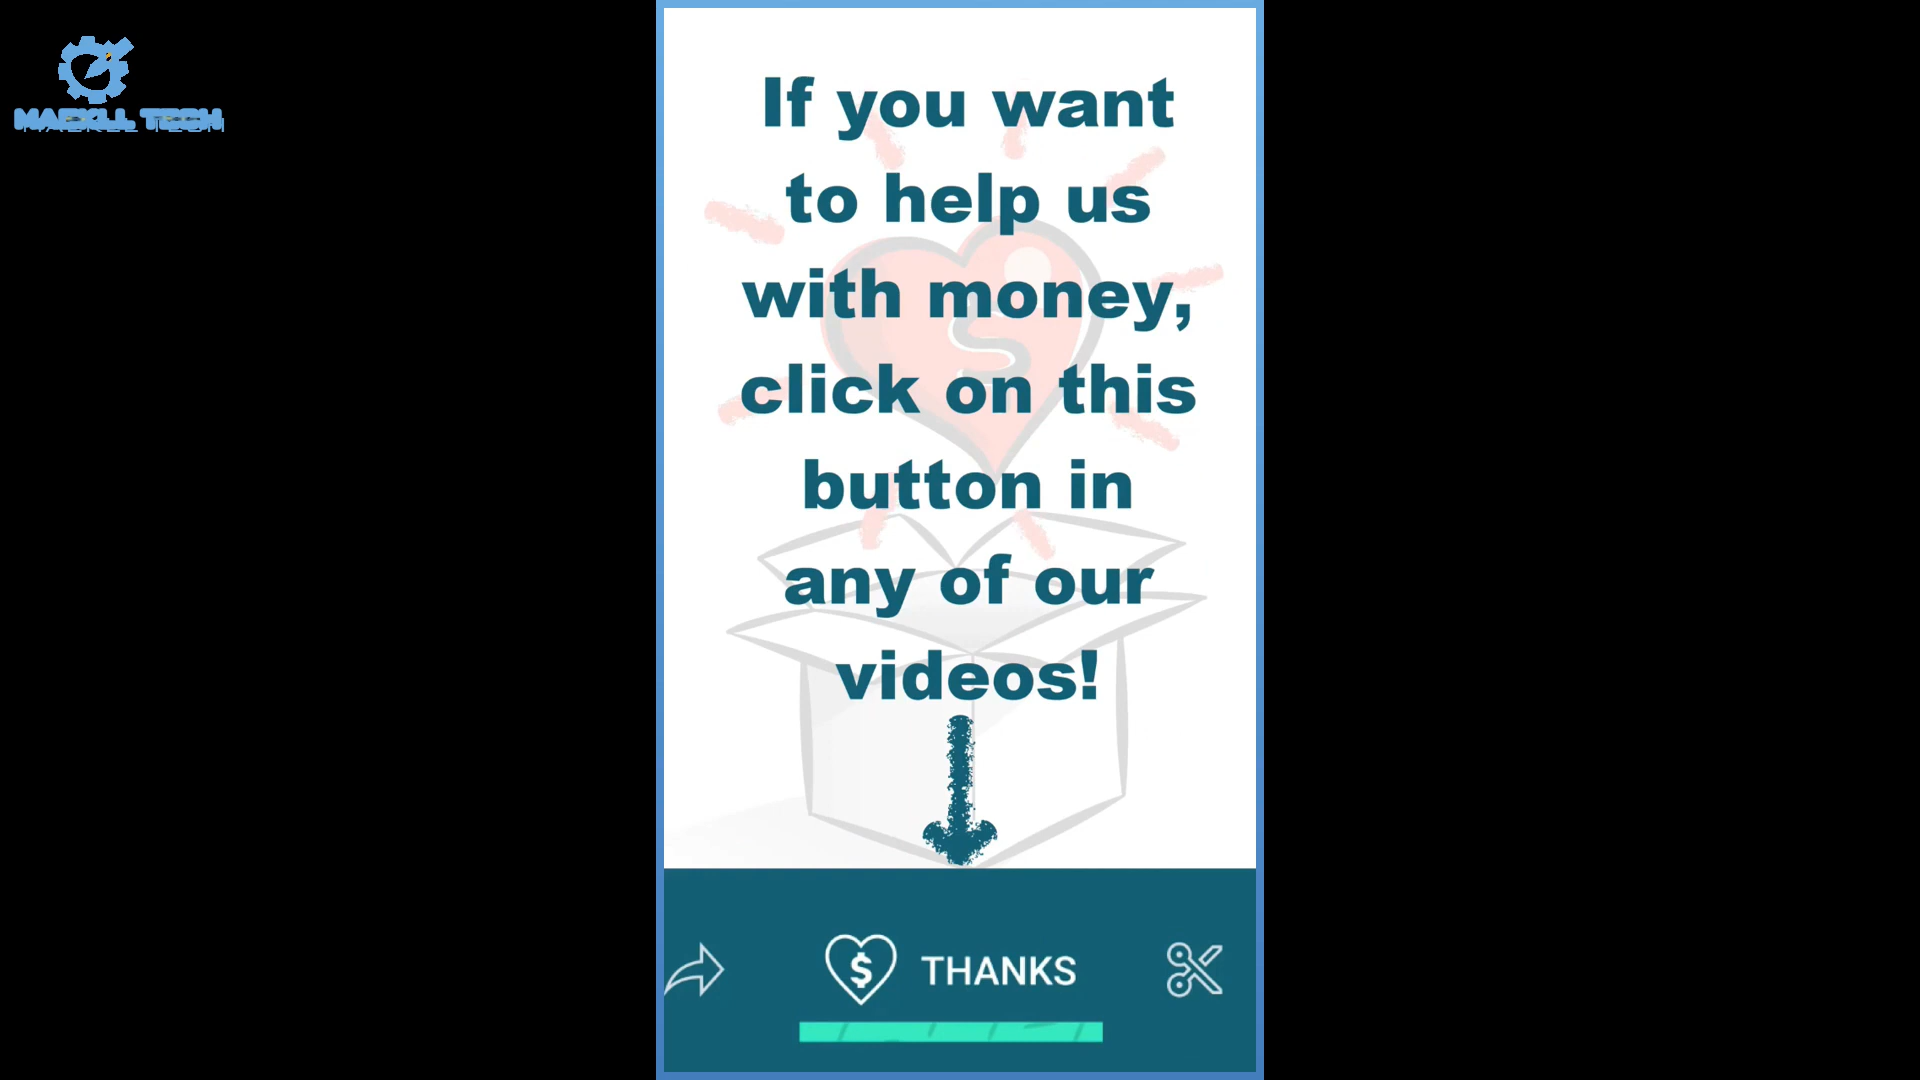 If you want
to help us
with money,
click on this
button in
any of our
videos!
THANKS